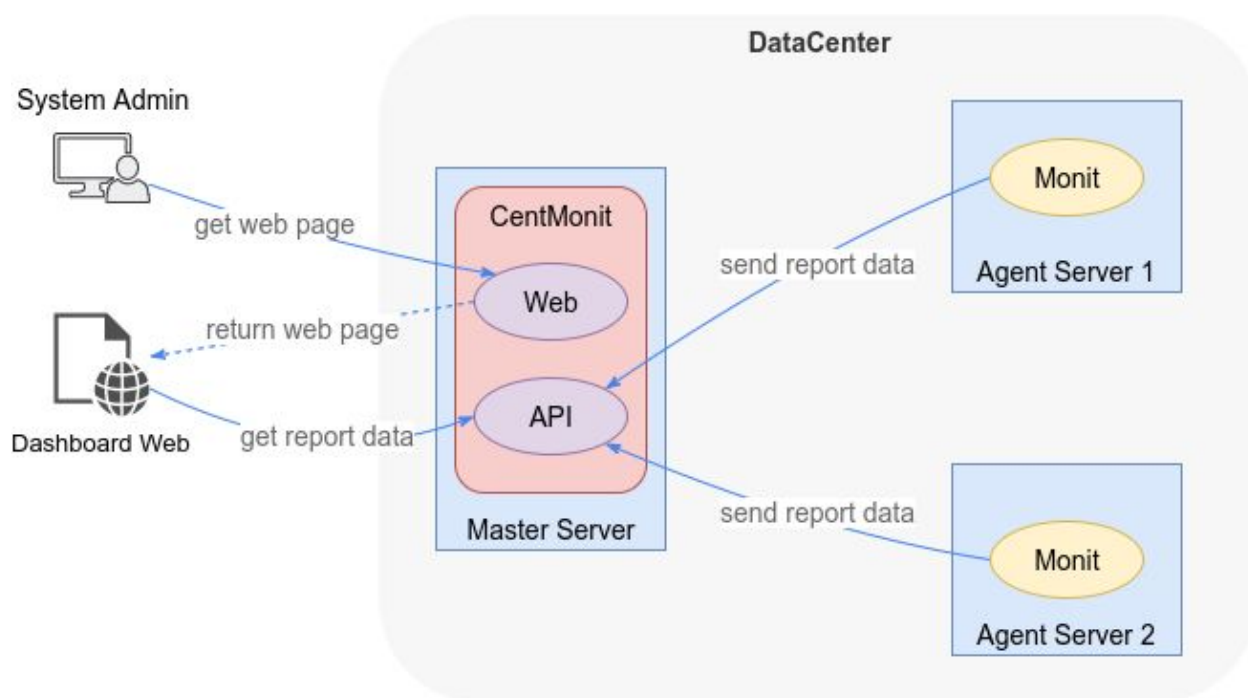 DataCenter
System Admin
get web page
CentMonit
Web
return web page
API
Dashboard Web
get report data
Master Server
Monit
send report data
Agent Server 1
send report data
Monit
Agent Server 2